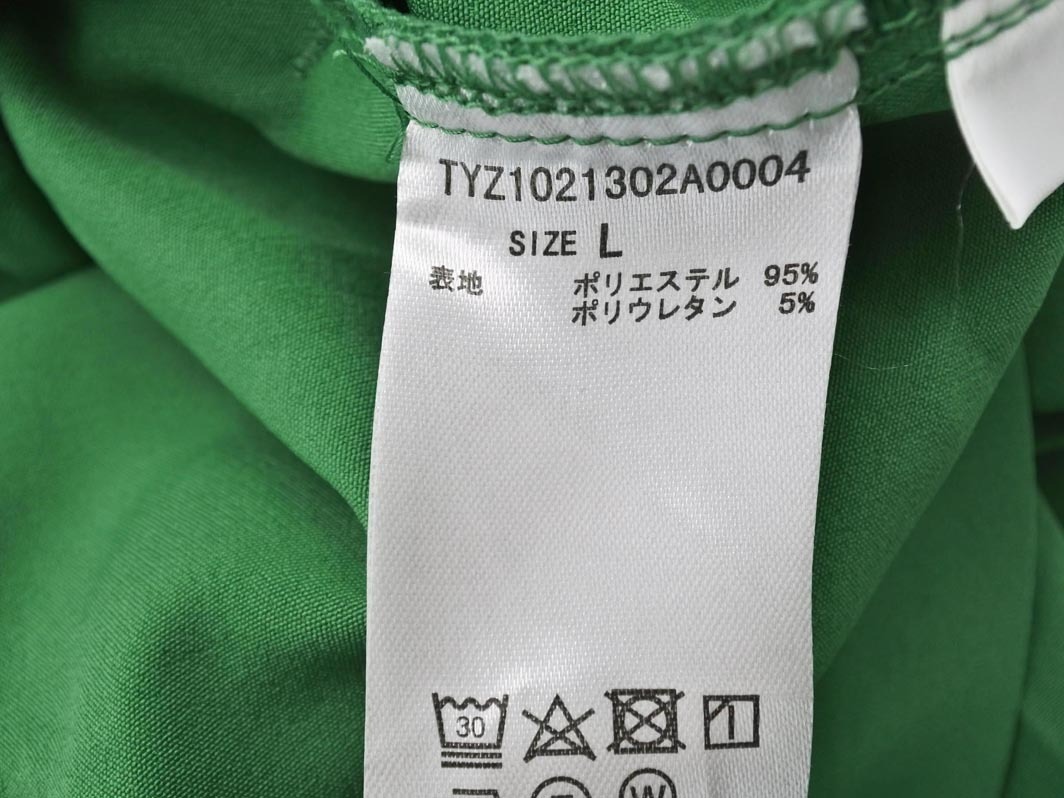 TYZ1021302A0004
SIZE L
表地 ポリエステル 95%
ポリウレタン 5%
30
W